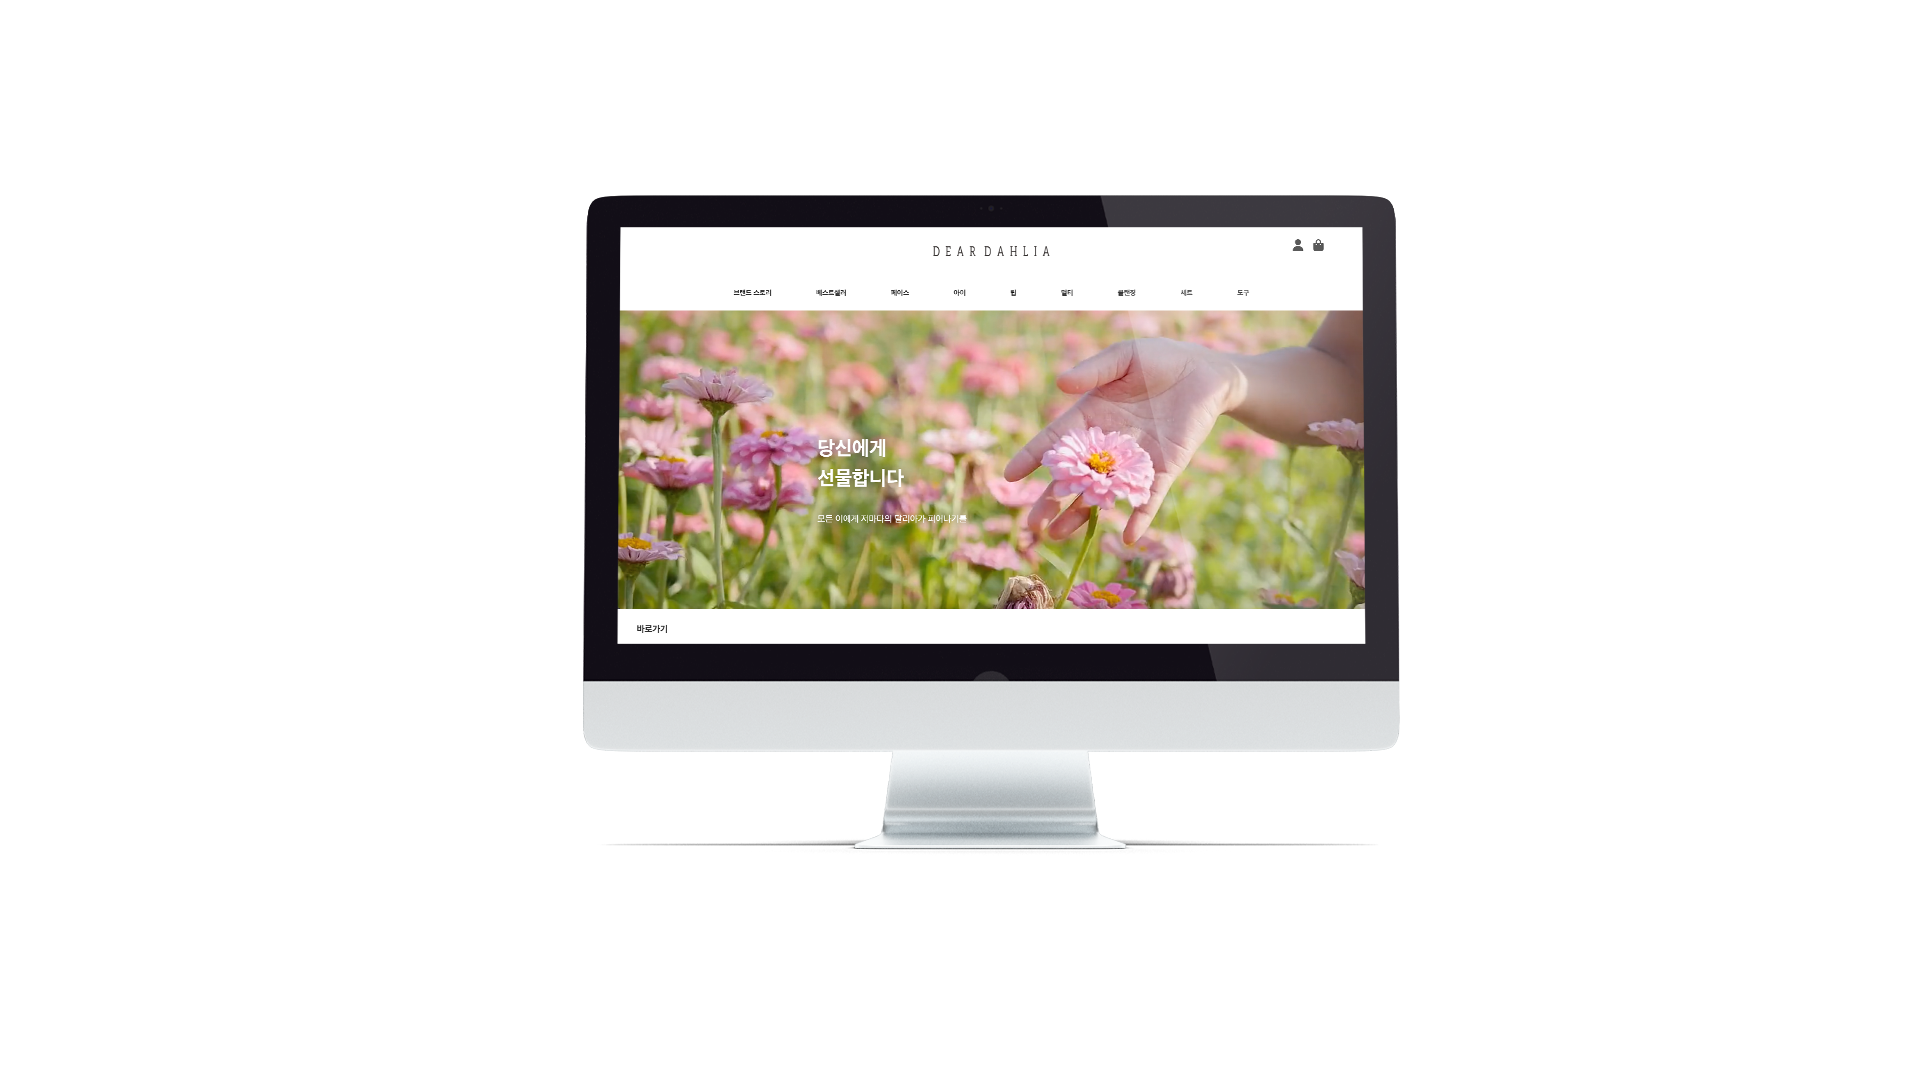 DEAR DAHLIA
브랜드 스토리 베스트셀러 페이스 아이 립 멀티 클렌징 세트 도구
당신에게
선물합니다
모든 이에게 저마다의 달리아가 피어나기를
바로가기